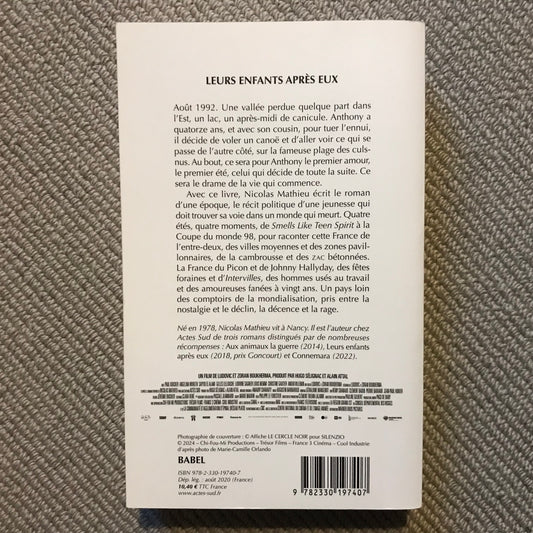 LEURS ENFANTS APRÈS EUX
Août 1992. Une vallée perdue quelque part dans
l'Est, un lac, un après-midi de canicule. Anthony a
quatorze ans, et avec son cousin, pour tuer l'ennui,
il décide de voler un canoë et d'aller voir ce qui se
passe de l'autre côté, sur la fameuse plage des culs-
nus. Au bout, ce sera pour Anthony le premier amour,
le premier été, celui qui décide de toute la suite. Ce
sera le drame de la vie qui commence.
Avec ce livre, Nicolas Mathieu écrit le roman
d'une époque, le récit politique d'une jeunesse qui
doit trouver sa voie dans un monde qui meurt. Quatre
étés, quatre moments, de Smells Like Teen Spirit à la
Coupe du monde 98, pour raconter cette France de
l'entre-deux, des villes moyennes et des zones pavil-
lonnaires, de la cambrousse et des ZAC bétonnées.
La France du Picon et de Johnny Hallyday, des fêtes
foraines et d'Intervilles, des hommes usés au travail
et des amoureuses fanées à vingt ans. Un pays loin
des comptoirs de la mondialisation, pris entre la
nostalgie et le déclin, la décence et la rage.
Né en 1978, Nicolas Mathieu vit à Nancy. Il est l'auteur chez
Actes Sud de trois romans distingués par de nombreuses
récompenses : Aux animaux la guerre (2014), Leurs enfants
après eux (2018, prix Goncourt) et Connemara (2022).
UN FILM DE LUDOVIC ET ZORAN BOUKHERMA, PRODUIT PAR HUGO SÉLIGNAC ET ALAIN ATTAL
Photographie de couverture : © Affiche LE CERCLE NOIR pour SILENZIO
© 2024 – Chi-Fou-Mi Productions – Trésor Films – France 3 Cinéma – Cool Industrie
d'après photo de Marie-Camille Orlando
BABEL
ISBN 978-2-330-19740-7
Dép. lég. : août 2020 (France)
10,40 € TTC France
www.actes-sud.fr
9 782330 197407